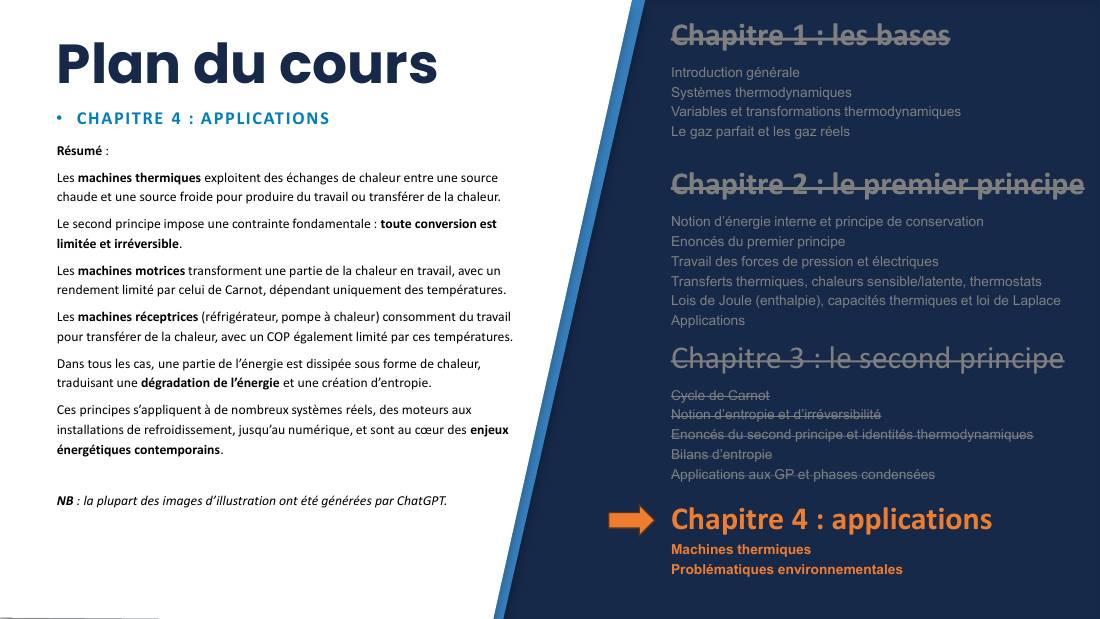 Plan du cours
• CHAPITRE 4 : APPLICATIONS
Résumé :
Les machines thermiques exploitent des échanges de chaleur entre une source
chaude et une source froide pour produire du travail ou transférer de la chaleur.
Le second principe impose une contrainte fondamentale : toute conversion est
limitée et irréversible.
Les machines motrices transforment une partie de la chaleur en travail, avec un
rendement limité par celui de Carnot, dépendant uniquement des températures.
Les machines réceptrices (réfrigérateur, pompe à chaleur) consomment du travail
pour transférer de la chaleur, avec un COP également limité par ces températures.
Dans tous les cas, une partie de l’énergie est dissipée sous forme de chaleur,
traduisant une dégradation de l’énergie et une création d’entropie.
Ces principes s’appliquent à de nombreux systèmes réels, des moteurs aux
installations de refroidissement, jusqu’au numérique, et sont au cœur des enjeux
énergétiques contemporains.
NB : la plupart des images d’illustration ont été générées par ChatGPT.
Chapitre 1 : les bases
Introduction générale
Systèmes thermodynamiques
Variables et transformations thermodynamiques
Le gaz parfait et les gaz réels
Chapitre 2 : le premier principe
Notion d’énergie interne et principe de conservation
Enoncés du premier principe
Travail des forces de pression et électriques
Transferts thermiques, chaleurs sensible/latente, thermostats
Lois de Joule (enthalpie), capacités thermiques et loi de Laplace
Applications
Chapitre 3 : le second principe
Cycle de Carnot
Notion d’entropie et d’irréversibilité
Enoncés du second principe et identités thermodynamiques
Bilans d’entropie
Applications aux GP et phases condensées
Chapitre 4 : applications
Machines thermiques
Problématiques environnementales